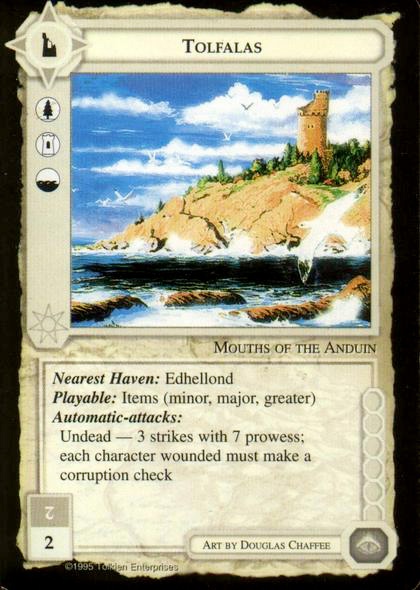 TOLFALAS
MOUTHS OF THE ANDUIN
Nearest Haven: Edhellond
Playable: Items (minor, major, greater)
Automatic-attacks:
Undead — 3 strikes with 7 prowess;
each character wounded must make a
corruption check
2
2
ART BY DOUGLAS CHAFFEE
©1995 Tolkien Enterprises